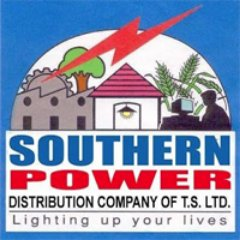 SOUTHERN
POWER
DISTRIBUTION COMPANY OF T.S. LTD.
Lighting up your lives